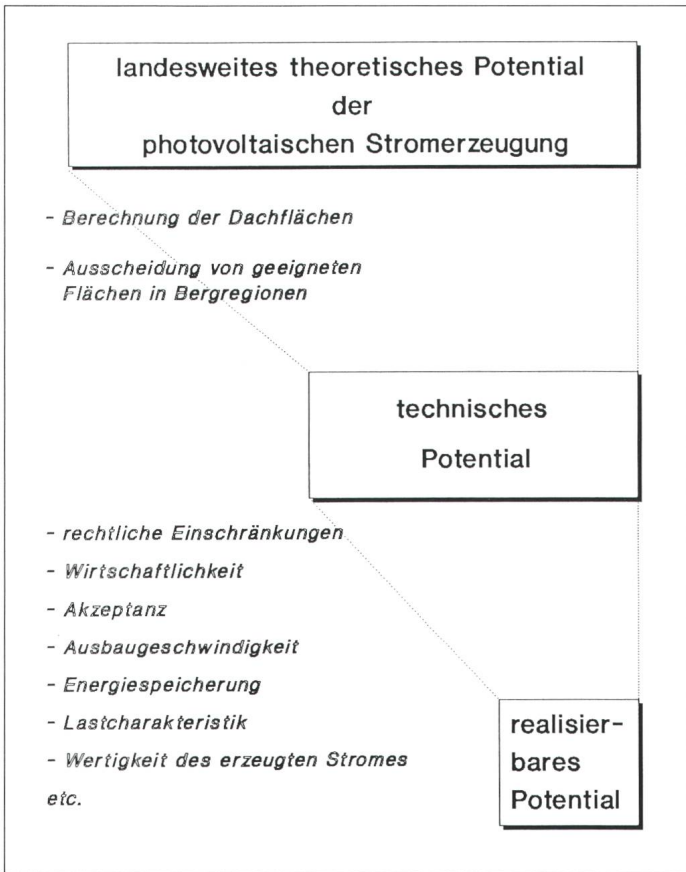 landesweites theoretisches Potential
der
photovoltaischen Stromerzeugung
- Berechnung der Dachflächen
- Ausscheidung von geeigneten
Flächen in Bergregionen
technisches
Potential
- rechtliche Einschränkungen
- Wirtschaftlichkeit
- Akzeptanz
- Ausbaugeschwindigkeit
- Energiespeicherung
- Lastcharakteristik
- Wertigkeit des erzeugten Stromes
etc.
realisier-
bares
Potential